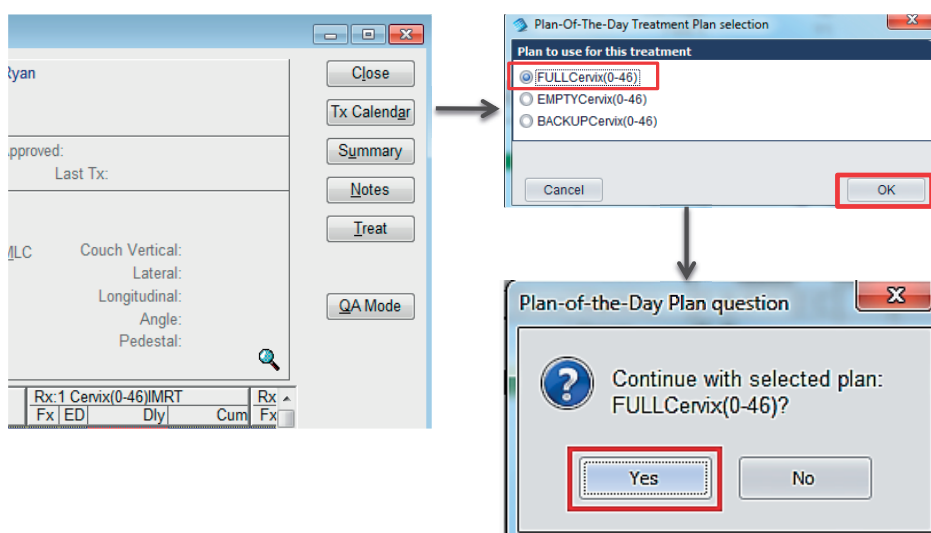 Ryan
Close
Tx Calendar
Approved:
Summary
Last Tx:
Notes
Treat
MLC Couch Vertical:
Lateral:
Longitudinal:
Angle:
Pedestal:
QA Mode
Rx:1 Cervix(0-46)IMRT Rx
Fx ED Dly Cum Fx
Plan-Of-The-Day Treatment Plan selection
Plan to use for this treatment
FULLCervix(0-46)
EMPTYCervix(0-46)
BACKUPCervix(0-46)
Cancel OK
Plan-of-the-Day Plan question
Continue with selected plan:
FULLCervix(0-46)?
Yes No